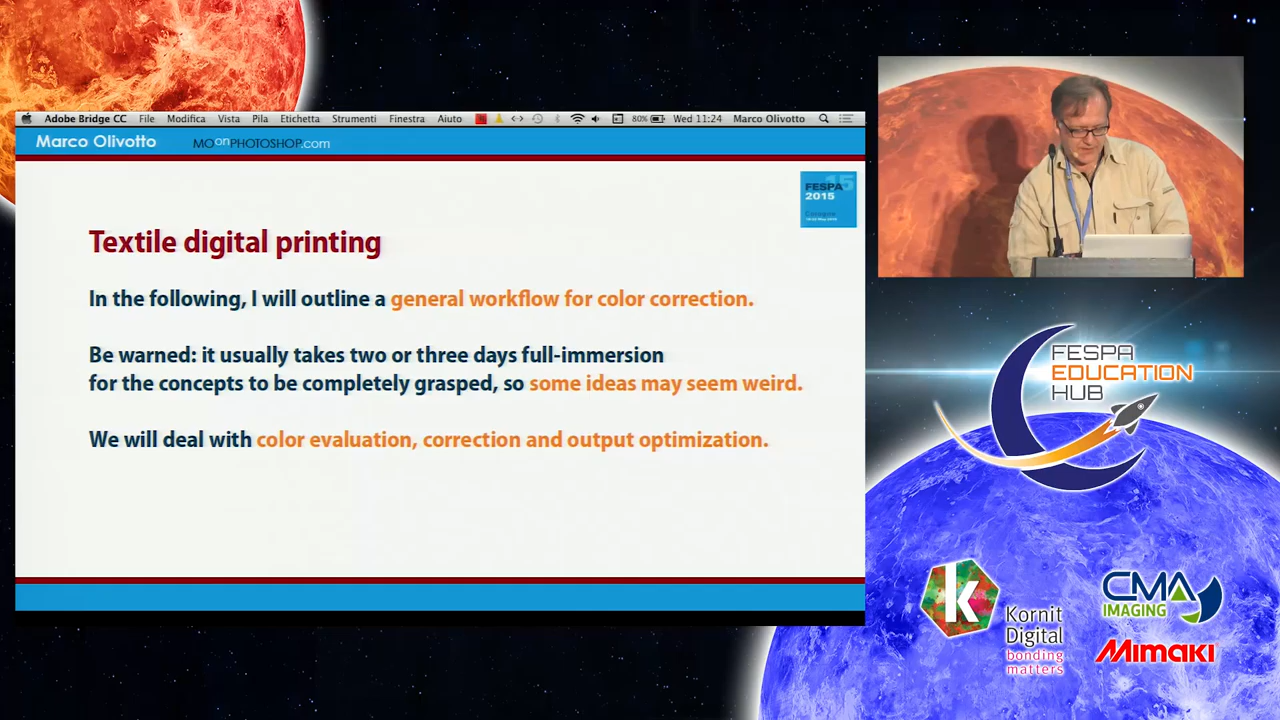 Adobe Bridge CC File Modifica Vista Pila Etichetta Strumenti Finestra Aiuto 80% Wed 11:24 Marco Olivotto
Marco Olivotto MOonPHOTOSHOP.com
FESPA 15
2015
Textile digital printing
In the following, I will outline a general workflow for color correction.
Be warned: it usually takes two or three days full-immersion
for the concepts to be completely grasped, so some ideas may seem weird.
We will deal with color evaluation, correction and output optimization.
FESPA
EDUCATION
HUB
k
Kornit
Digital
bonding
matters
CMA
IMAGING
Mimaki